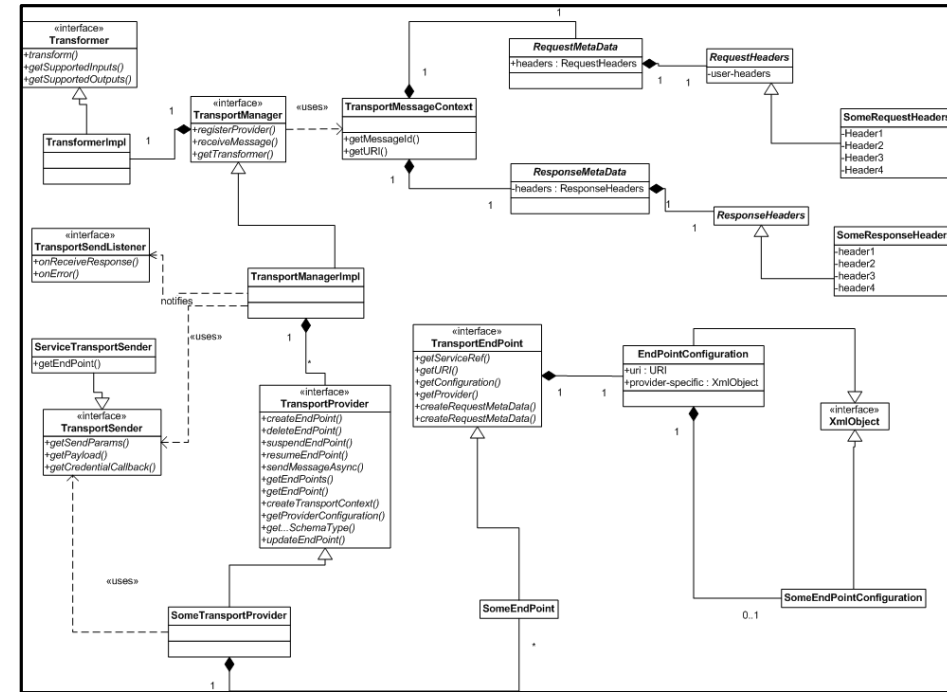 «interface»
Transformer
+transform()
+getSupportedInputs()
+getSupportedOutputs()
TransformerImpl
1
1
«interface»
TransportManager
+registerProvider()
+receiveMessage()
+getTransformer()
«uses»
TransportMessageContext
+getMessageId()
+getURI()
1
1
1
1
RequestMetaData
+headers : RequestHeaders
1
1
RequestHeaders
-user-headers
SomeRequestHeaders
-Header1
-Header2
-Header3
-Header4
ResponseMetaData
-headers : ResponseHeaders
1
1
ResponseHeaders
SomeResponseHeader
-header1
-header2
-header3
-header4
«interface»
TransportSendListener
+onReceiveResponse()
+onError()
notifies
TransportManagerImpl
«uses»
1
*
ServiceTransportSender
+getEndPoint()
«interface»
TransportSender
+getSendParams()
+getPayload()
+getCredentialCallback()
«interface»
TransportProvider
+createEndPoint()
+deleteEndPoint()
+suspendEndPoint()
+resumeEndPoint()
+sendMessageAsync()
+getEndPoints()
+getEndPoint()
+createTransportContext()
+getProviderConfiguration()
+get...SchemaType()
+updateEndPoint()
«interface»
TransportEndPoint
+getServiceRef()
+getURI()
+getConfiguration()
+getProvider()
+createRequestMetaData()
+createRequestMetaData()
1
1
EndPointConfiguration
+uri : URI
+provider-specific : XmlObject
1
«interface»
XmlObject
«uses»
SomeTransportProvider
1
SomeEndPoint
*
0..1
SomeEndPointConfiguration